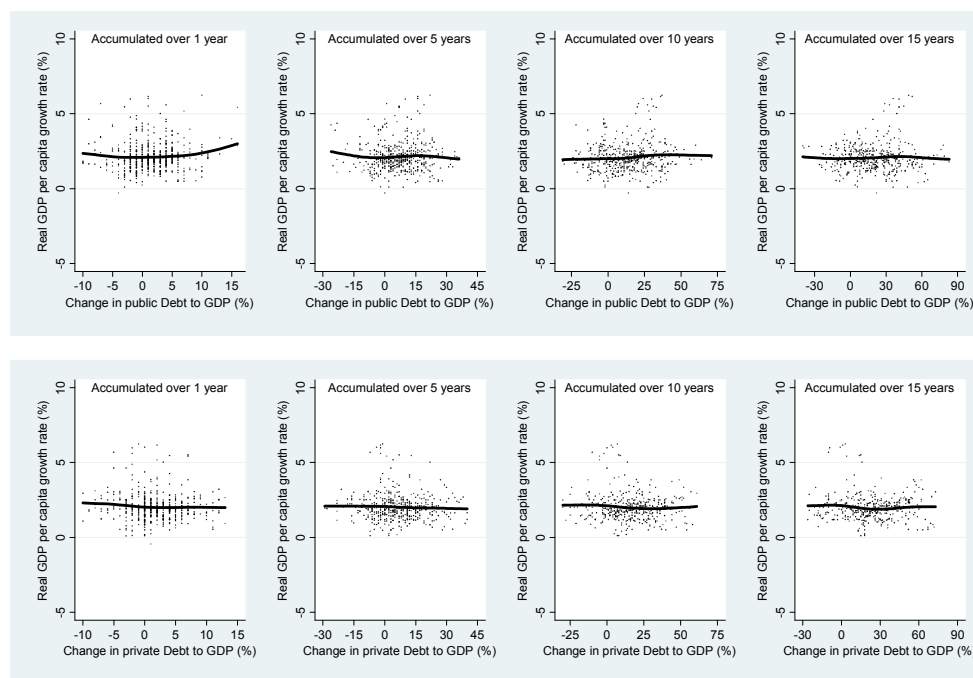 Accumulated over 1 year
Real GDP per capita growth rate (%)
10
5
0
-5
-10 -5 0 5 10 15
Change in public Debt to GDP (%)
Accumulated over 5 years
Real GDP per capita growth rate (%)
10
5
0
-5
-30 -15 0 15 30 45
Change in public Debt to GDP (%)
Accumulated over 10 years
Real GDP per capita growth rate (%)
10
5
0
-5
-25 0 25 50 75
Change in public Debt to GDP (%)
Accumulated over 15 years
Real GDP per capita growth rate (%)
10
5
0
-5
-30 0 30 60 90
Change in public Debt to GDP (%)
Accumulated over 1 year
Real GDP per capita growth rate (%)
10
5
0
-5
-10 -5 0 5 10 15
Change in private Debt to GDP (%)
Accumulated over 5 years
Real GDP per capita growth rate (%)
10
5
0
-5
-30 -15 0 15 30 45
Change in private Debt to GDP (%)
Accumulated over 10 years
Real GDP per capita growth rate (%)
10
5
0
-5
-25 0 25 50 75
Change in private Debt to GDP (%)
Accumulated over 15 years
Real GDP per capita growth rate (%)
10
5
0
-5
-30 0 30 60 90
Change in private Debt to GDP (%